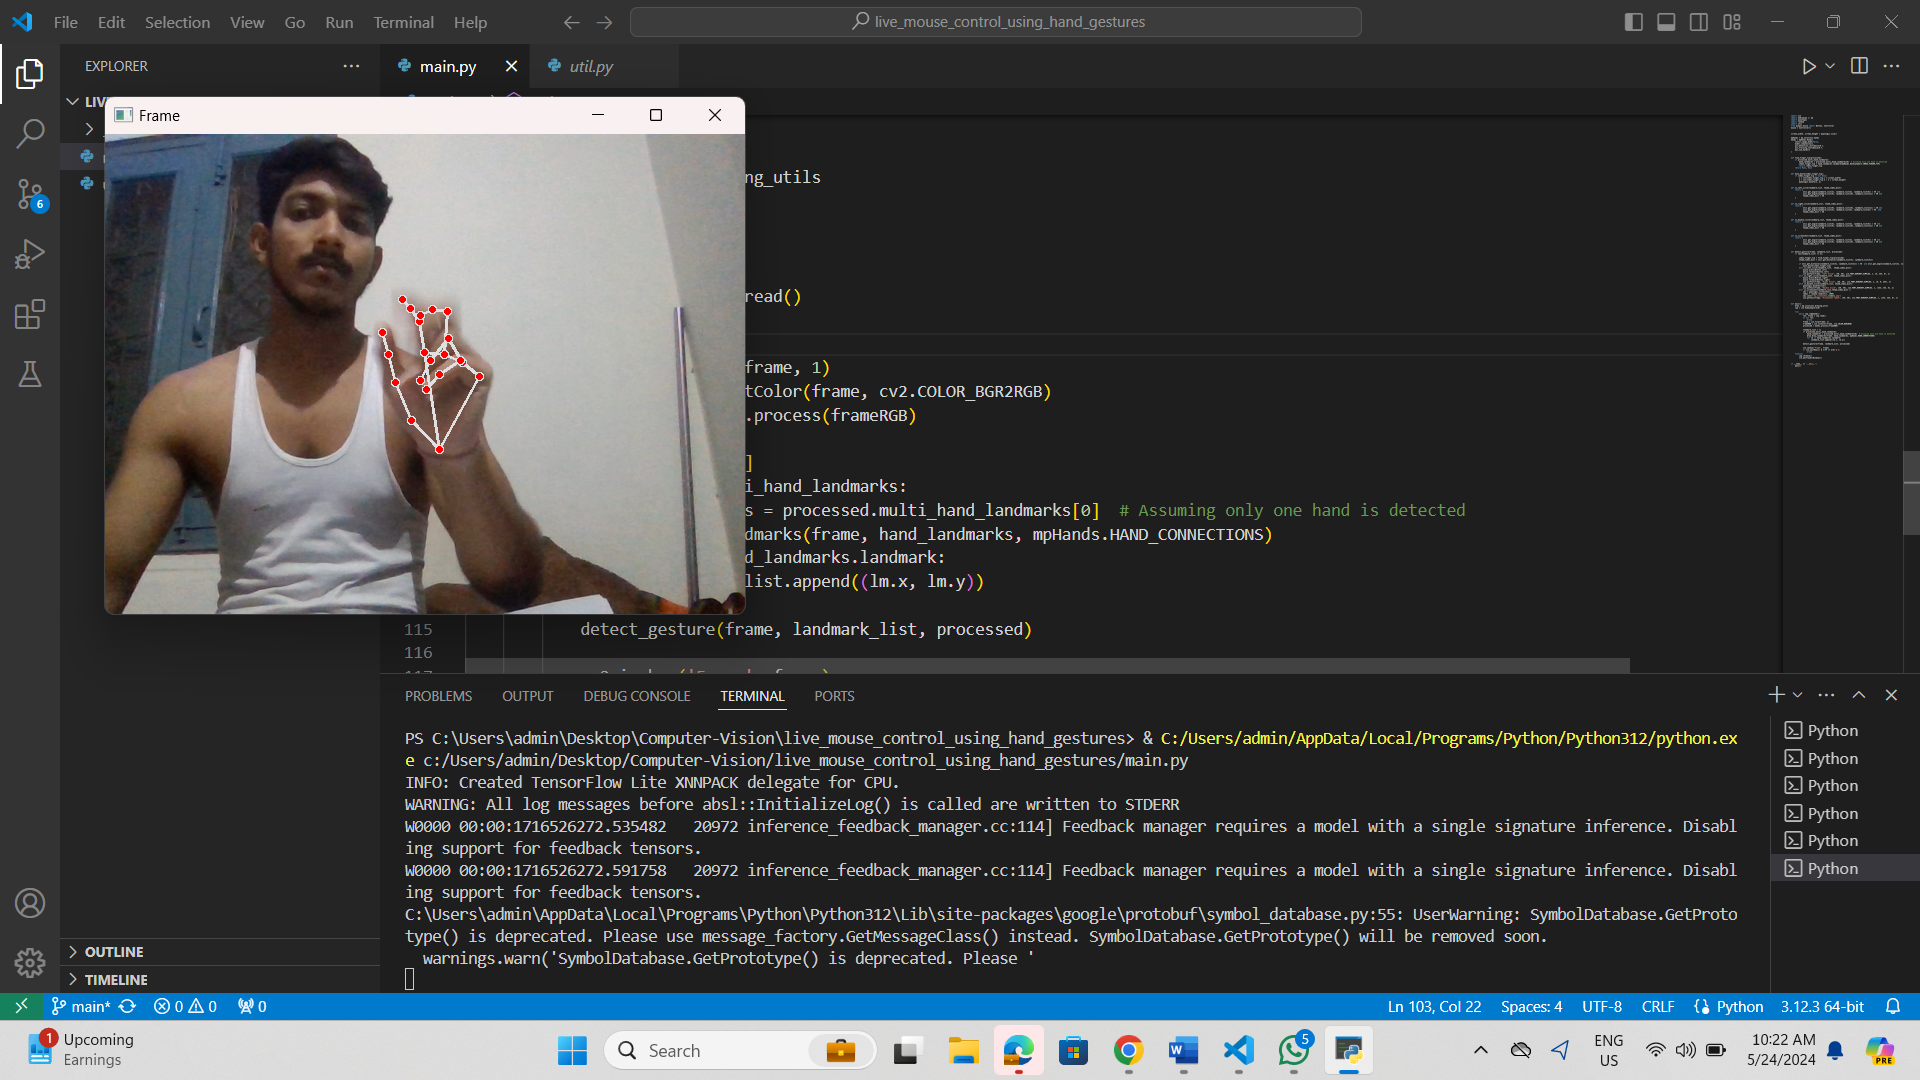 File Edit Selection View Go Run Terminal Help
live_mouse_control_using_hand_gestures
EXPLORER
main.py
util.py
LIV
Frame
ng_utils
read()
frame, 1)
tColor(frame, cv2.COLOR_BGR2RGB)
.process(frameRGB)
]
i_hand_landmarks:
s = processed.multi_hand_landmarks[0] # Assuming only one hand is detected
dmarks(frame, hand_landmarks, mpHands.HAND_CONNECTIONS)
d_landmarks.landmark:
list.append((lm.x, lm.y))
115 detect_gesture(frame, landmark_list, processed)
116
PROBLEMS OUTPUT DEBUG CONSOLE TERMINAL PORTS
PS C:\Users\admin\Desktop\Computer-Vision\live_mouse_control_using_hand_gestures> & C:/Users/admin/AppData/Local/Programs/Python/Python312/python.ex
e c:/Users/admin/Desktop/Computer-Vision/live_mouse_control_using_hand_gestures/main.py
INFO: Created TensorFlow Lite XNNPACK delegate for CPU.
WARNING: All log messages before absl::InitializeLog() is called are written to STDERR
W0000 00:00:1716526272.535482 20972 inference_feedback_manager.cc:114] Feedback manager requires a model with a single signature inference. Disabl
ing support for feedback tensors.
W0000 00:00:1716526272.591758 20972 inference_feedback_manager.cc:114] Feedback manager requires a model with a single signature inference. Disabl
ing support for feedback tensors.
C:\Users\admin\AppData\Local\Programs\Python\Python312\Lib\site-packages\google\protobuf\symbol_database.py:55: UserWarning: SymbolDatabase.GetProto
type() is deprecated. Please use message_factory.GetMessageClass() instead. SymbolDatabase.GetPrototype() will be removed soon.
warnings.warn('SymbolDatabase.GetPrototype() is deprecated. Please '
Python
Python
Python
Python
Python
Python
6
OUTLINE
TIMELINE
main* 0 0 0
Ln 103, Col 22 Spaces: 4 UTF-8 CRLF Python 3.12.3 64-bit
1
Upcoming
Earnings
Search
5
ENG
US
10:22 AM
5/24/2024
PRE